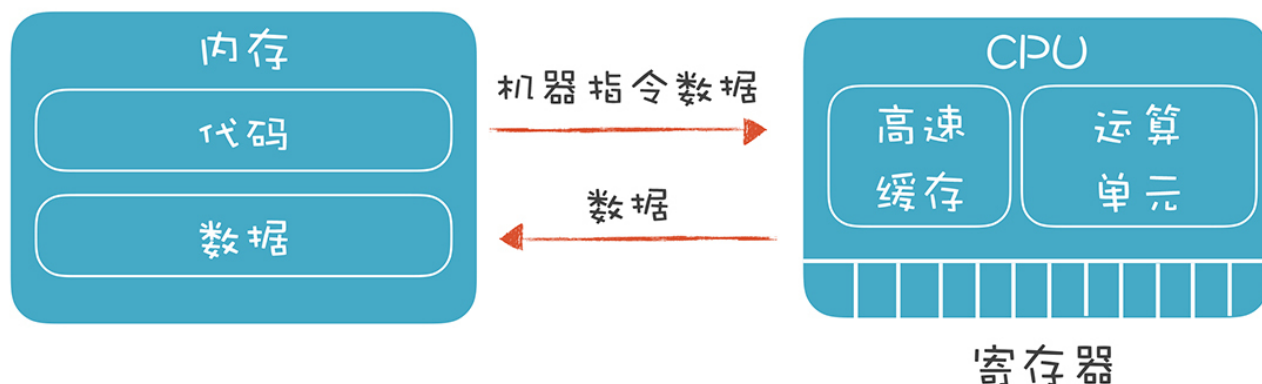 内存
代码
数据
机器指令数据
数据
CPU
高速
缓存
运算
单元
寄存器